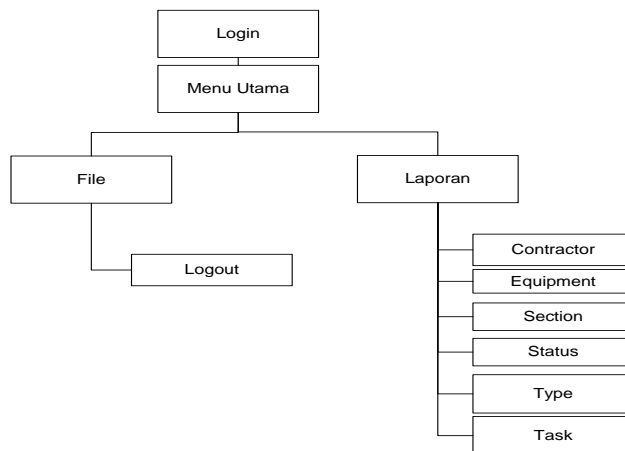 Login
Menu Utama
File
Laporan
Logout
Contractor
Equipment
Section
Status
Type
Task